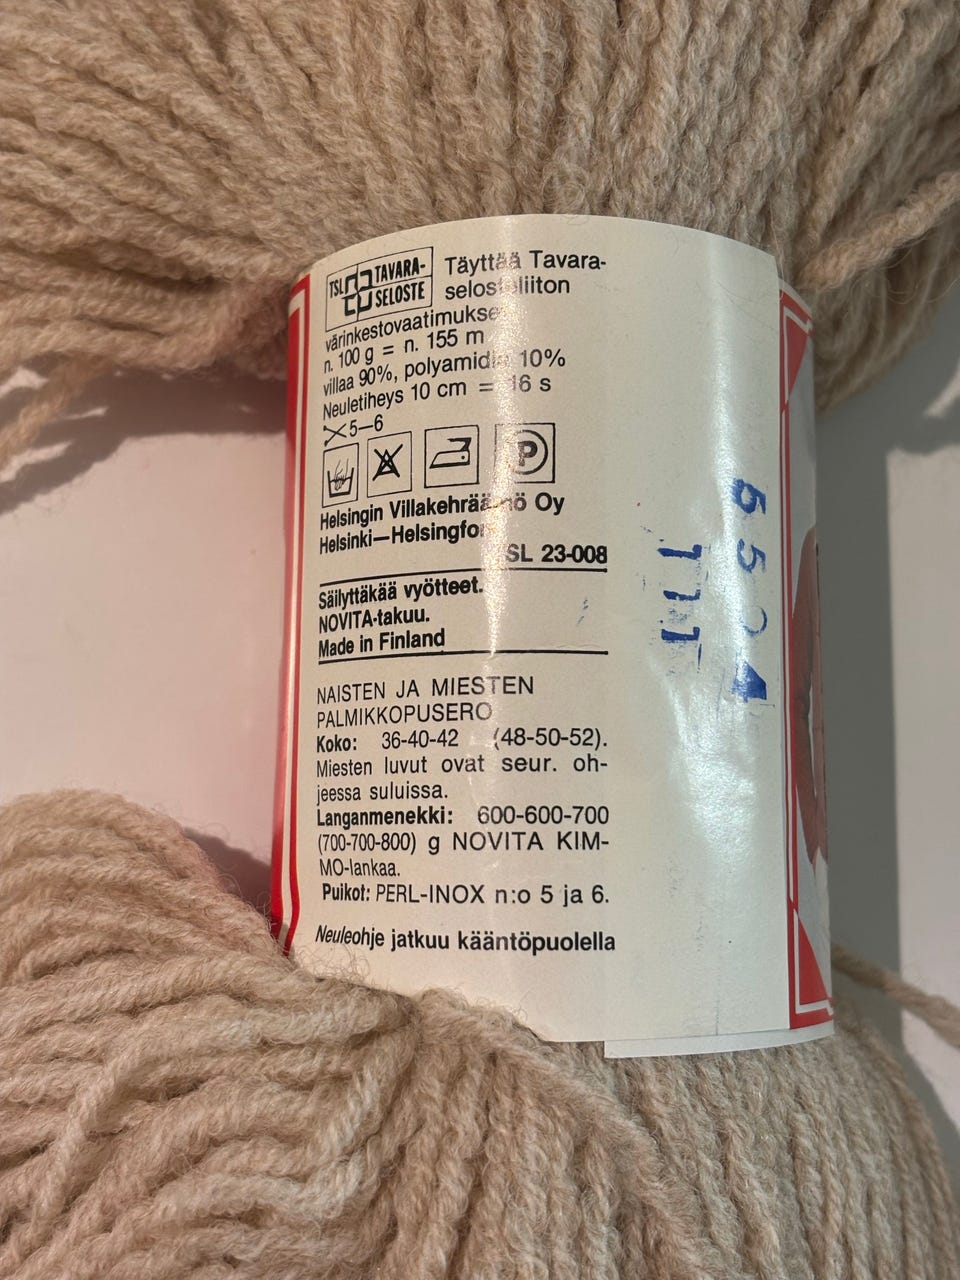 TSL TAVARA-
SELOSTE
Täyttää Tavara-
selosteliiton
värinkestovaatimukset
n. 100 g = n. 155 m
villaa 90%, polyamidia 10%
Neuletiheys 10 cm = 16 s
5–6
P
Helsingin Villakehräämö Oy
Helsinki—Helsingfors
SL 23-008
Säilyttäkää vyötteet.
NOVITA-takuu.
Made in Finland
NAISTEN JA MIESTEN
PALMIKKOPUSERO
Koko: 36-40-42 (48-50-52).
Miesten luvut ovat seur. oh-
jeessa suluissa.
Langanmenekki: 600-600-700
(700-700-800) g NOVITA KIM-
MO-lankaa.
Puikot: PERL-INOX n:o 5 ja 6.
Neuleohje jatkuu kääntöpuolella
111